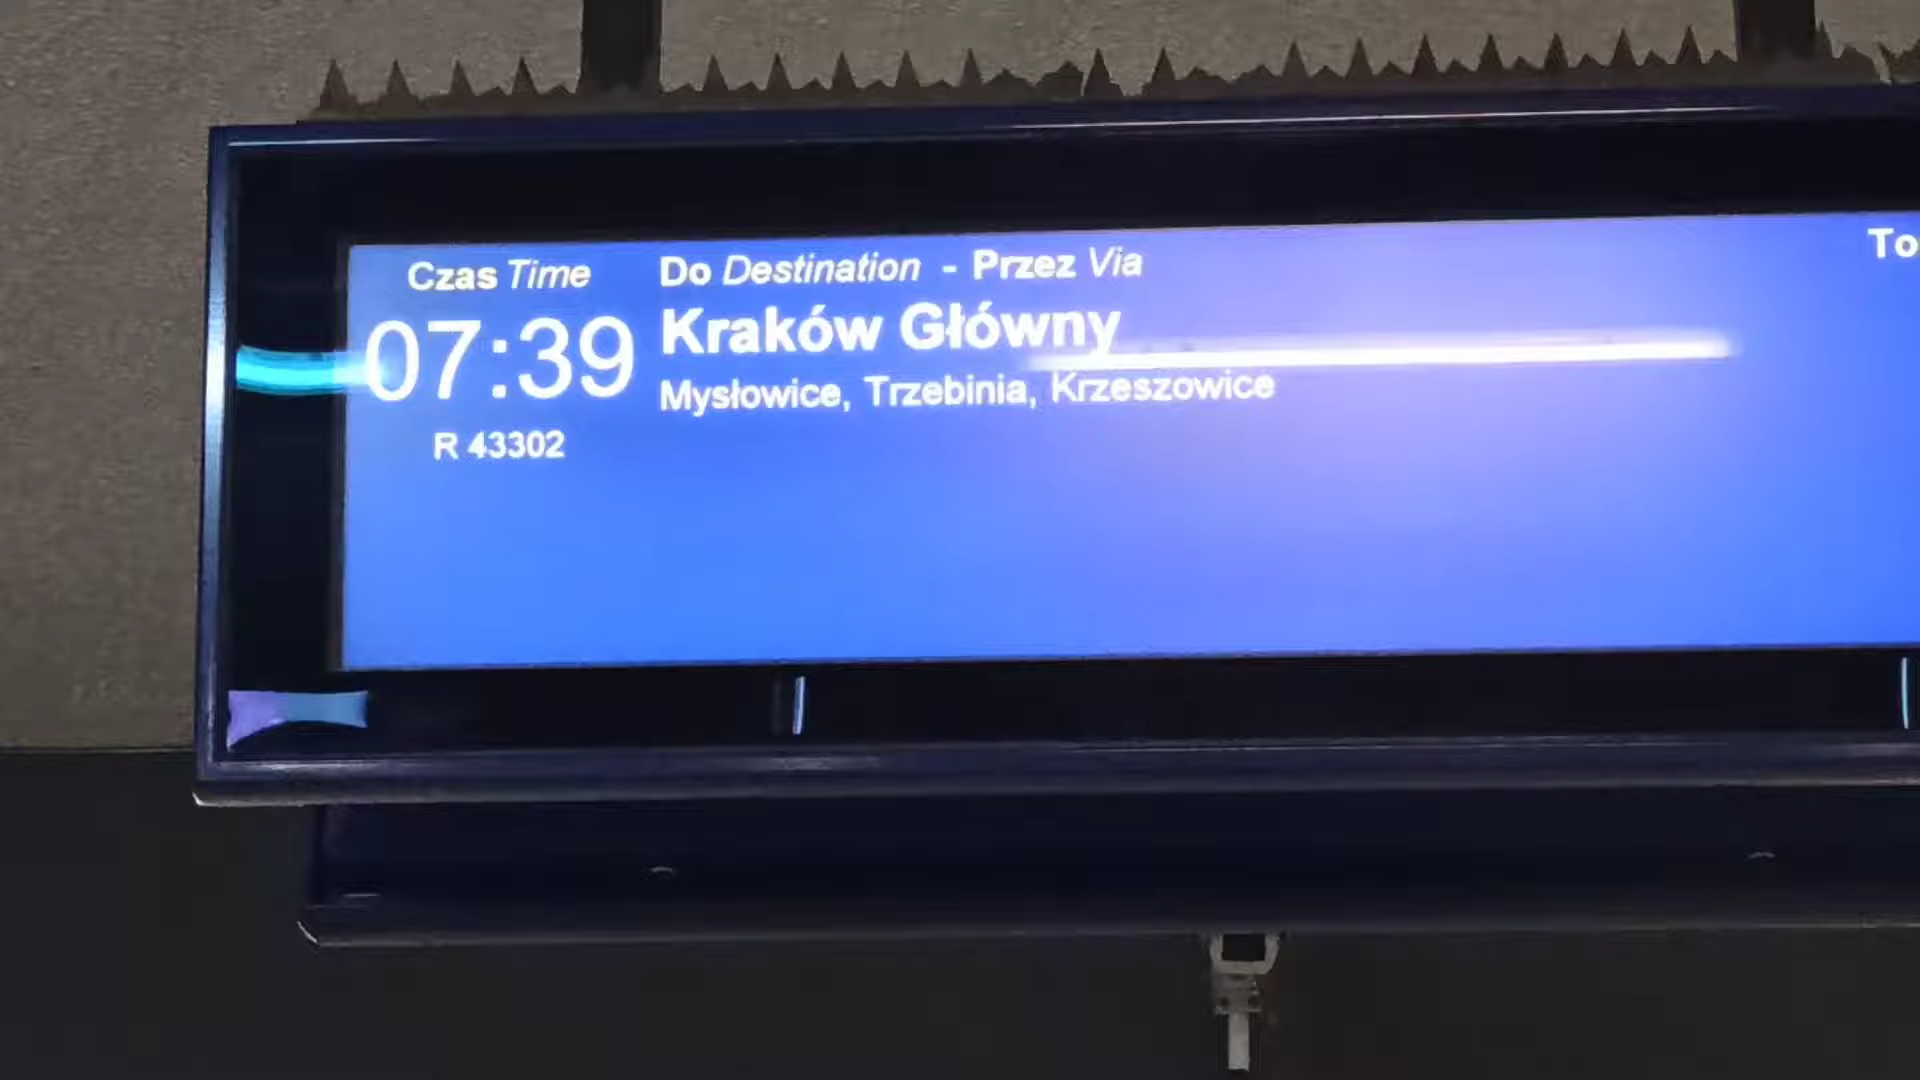 Czas Time Do Destination - Przez Via
07:39 Kraków Główny
Mysłowice, Trzebinia, Krzeszowice
R 43302